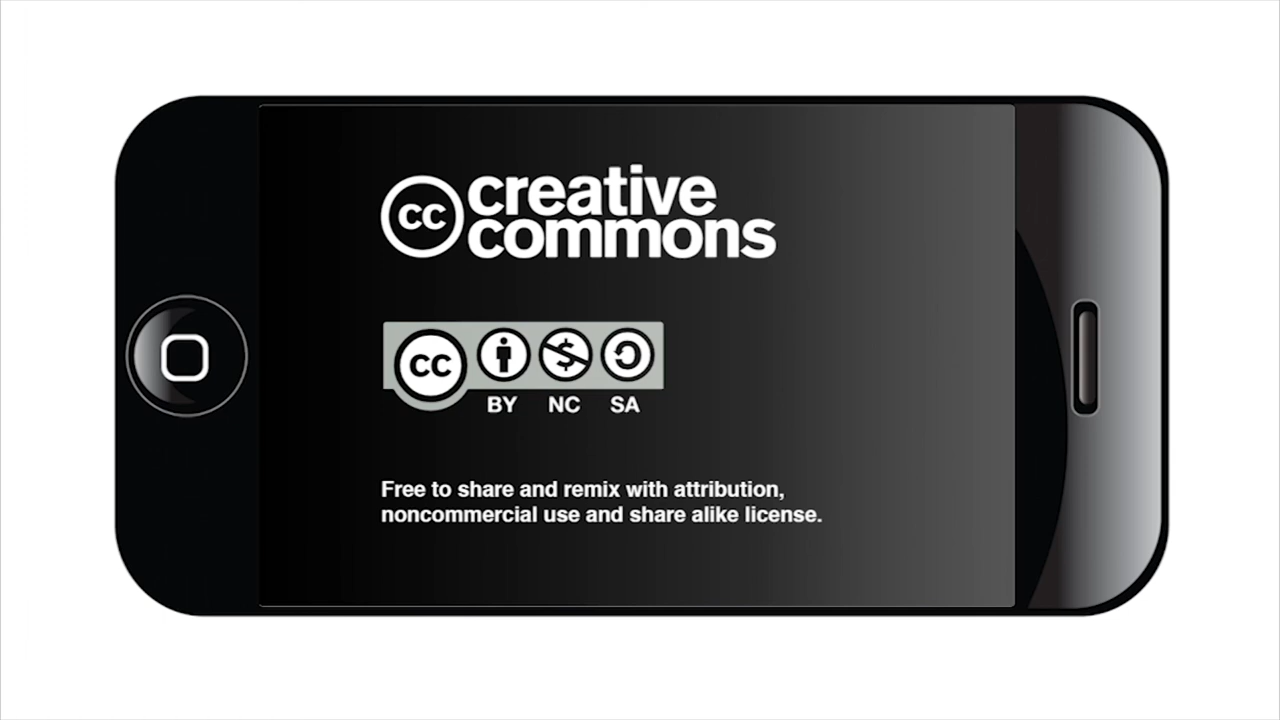 cc creative
commons
cc
BY NC SA
Free to share and remix with attribution,
noncommercial use and share alike license.